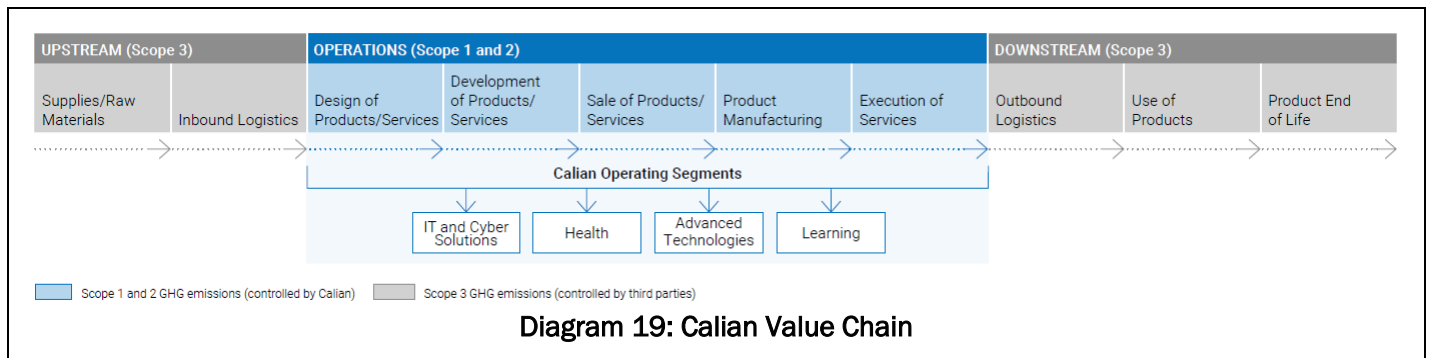 UPSTREAM (Scope 3)
OPERATIONS (Scope 1 and 2)
DOWNSTREAM (Scope 3)
Supplies/Raw
Materials
Inbound Logistics
Design of
Products/Services
Development
of Products/
Services
Sale of Products/
Services
Product
Manufacturing
Execution of
Services
Outbound
Logistics
Use of
Products
Product End
of Life
Calian Operating Segments
IT and Cyber
Solutions
Health
Advanced
Technologies
Learning
Scope 1 and 2 GHG emissions (controlled by Calian)
Scope 3 GHG emissions (controlled by third parties)
Diagram 19: Calian Value Chain